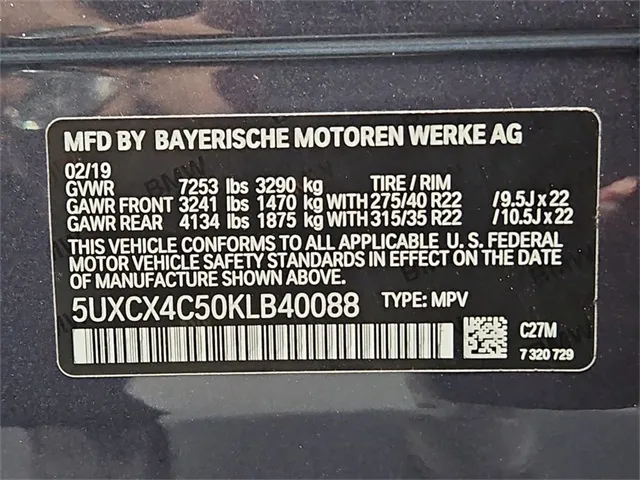 MFD BY BAYERISCHE MOTOREN WERKE AG
02/19
GVWR 7253 lbs 3290 kg TIRE / RIM
GAWR FRONT 3241 lbs 1470 kg WITH 275/40 R22 /9.5J x 22
GAWR REAR 4134 lbs 1875 kg WITH 315/35 R22 /10.5J x 22
THIS VEHICLE CONFORMS TO ALL APPLICABLE U. S. FEDERAL
MOTOR VEHICLE SAFETY STANDARDS IN EFFECT ON THE DATE
OF MANUFACTURE SHOWN ABOVE.
5UXCX4C50KLB40088 TYPE: MPV
C27M
7 320 729